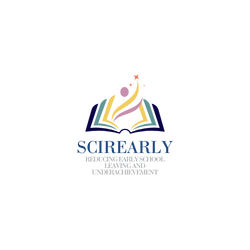 SCIREARLY
REDUCING EARLY SCHOOL
LEAVING AND
UNDERACHIEVEMENT